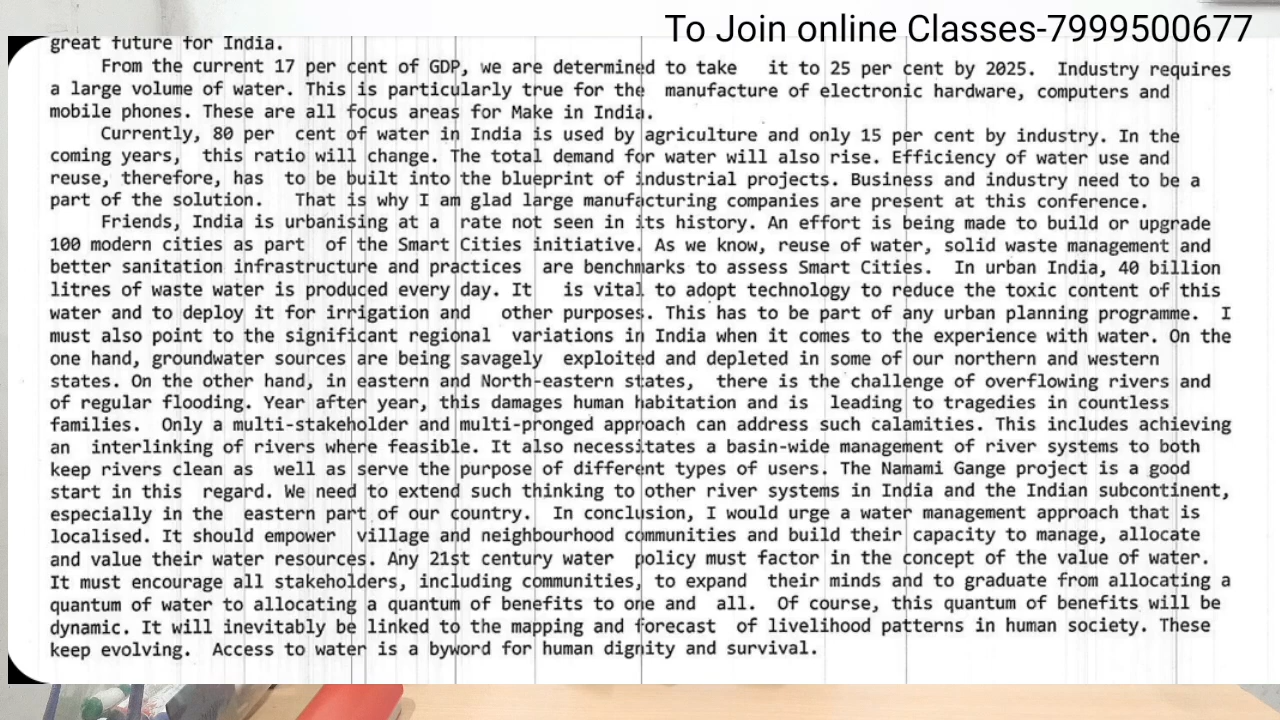 To Join online Classes-7999500677
great future for India.
From the current 17 per cent of GDP, we are determined to take it to 25 per cent by 2025. Industry requires
a large volume of water. This is particularly true for the manufacture of electronic hardware, computers and
mobile phones. These are all focus areas for Make in India.
Currently, 80 per cent of water in India is used by agriculture and only 15 per cent by industry. In the
coming years, this ratio will change. The total demand for water will also rise. Efficiency of water use and
reuse, therefore, has to be built into the blueprint of industrial projects. Business and industry need to be a
part of the solution. That is why I am glad large manufacturing companies are present at this conference.
Friends, India is urbanising at a rate not seen in its history. An effort is being made to build or upgrade
100 modern cities as part of the Smart Cities initiative. As we know, reuse of water, solid waste management and
better sanitation infrastructure and practices are benchmarks to assess Smart Cities. In urban India, 40 billion
litres of waste water is produced every day. It is vital to adopt technology to reduce the toxic content of this
water and to deploy it for irrigation and other purposes. This has to be part of any urban planning programme. I
must also point to the significant regional variations in India when it comes to the experience with water. On the
one hand, groundwater sources are being savagely exploited and depleted in some of our northern and western
states. On the other hand, in eastern and North-eastern states, there is the challenge of overflowing rivers and
of regular flooding. Year after year, this damages human habitation and is leading to tragedies in countless
families. Only a multi-stakeholder and multi-pronged approach can address such calamities. This includes achieving
an interlinking of rivers where feasible. It also necessitates a basin-wide management of river systems to both
keep rivers clean as well as serve the purpose of different types of users. The Namami Gange project is a good
start in this regard. We need to extend such thinking to other river systems in India and the Indian subcontinent,
especially in the eastern part of our country. In conclusion, I would urge a water management approach that is
localised. It should empower village and neighbourhood communities and build their capacity to manage, allocate
and value their water resources. Any 21st century water policy must factor in the concept of the value of water.
It must encourage all stakeholders, including communities, to expand their minds and to graduate from allocating a
quantum of water to allocating a quantum of benefits to one and all. Of course, this quantum of benefits will be
dynamic. It will inevitably be linked to the mapping and forecast of livelihood patterns in human society. These
keep evolving. Access to water is a byword for human dignity and survival.